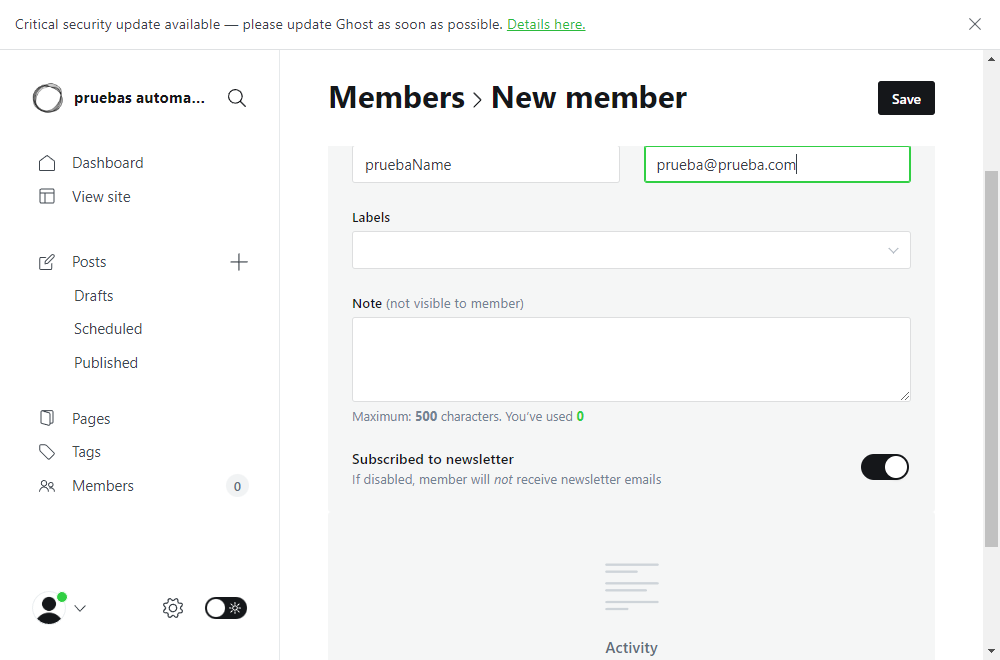 Critical security update available — please update Ghost as soon as possible. Details here.
pruebas automa...
Members > New member
Save
Dashboard
View site
Posts
Drafts
Scheduled
Published
Pages
Tags
Members
0
pruebaName
prueba@prueba.com
Labels
Note (not visible to member)
Maximum: 500 characters. You've used 0
Subscribed to newsletter
If disabled, member will not receive newsletter emails
Activity